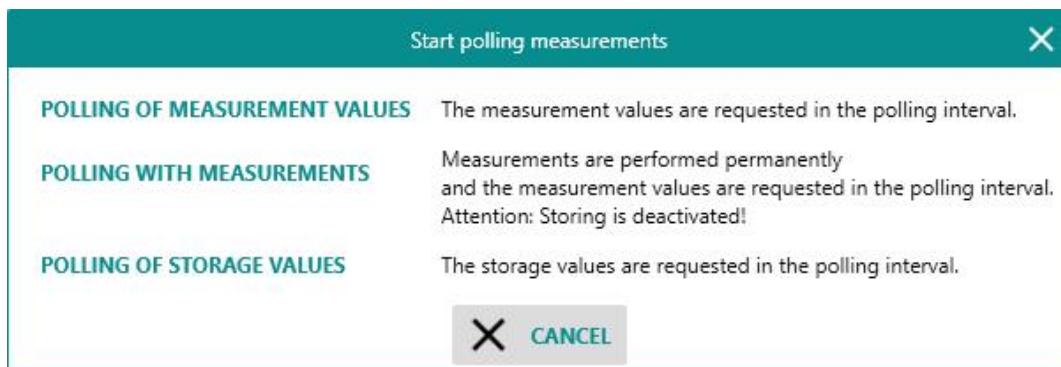 Start polling measurements
POLLING OF MEASUREMENT VALUES The measurement values are requested in the polling interval.
POLLING WITH MEASUREMENTS Measurements are performed permanently
and the measurement values are requested in the polling interval.
Attention: Storing is deactivated!
POLLING OF STORAGE VALUES The storage values are requested in the polling interval.
CANCEL